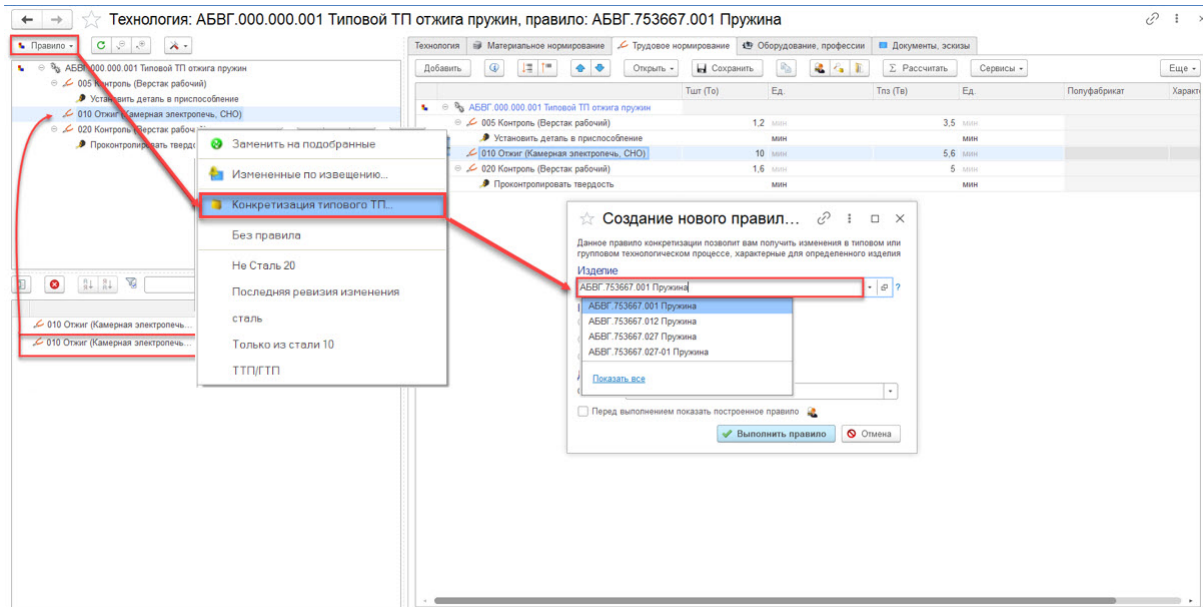 Технология: АБВГ.000.000.001 Типовой ТП отжига пружин, правило: АБВГ.753667.001 Пружина
Правило
Технология Материальное нормирование Трудовое нормирование Оборудование, профессии Документы, эскизы
Добавить Открыть Сохранить Σ Рассчитать Сервисы Еще
Тшт (То) Ед. Тпз (Тв) Ед. Полуфабрикат Характ
АБВГ.000.000.001 Типовой ТП отжига пружин
005 Контроль (Верстак рабочий)
Установить деталь в приспособление
010 Отжиг (Камерная электропечь, СНО)
020 Контроль (Верстак рабоч
Проконтролировать твердо
АБВГ.000.000.001 Типовой ТП отжига пружин
005 Контроль (Верстак рабочий) 1,2 мин 3,5 мин
Установить деталь в приспособление мин мин
010 Отжиг (Камерная электропечь, СНО) 10 мин 5,6 мин
020 Контроль (Верстак рабочий) 1,6 мин 5 мин
Проконтролировать твердость мин мин
Заменить на подобранные
Измененные по извещению...
Конкретизация типового ТП...
Без правила
Не Сталь 20
Последняя ревизия изменения
сталь
Только из стали 10
ТТП/ГТП
010 Отжиг (Камерная электропечь...
010 Отжиг (Камерная электропечь...
Создание нового правил...
Данное правило конкретизации позволит вам получить изменения в типовом или
групповом технологическом процессе, характерные для определенного изделия
Изделие
АБВГ.753667.001 Пружина
?
АБВГ.753667.001 Пружина
АБВГ.753667.012 Пружина
АБВГ.753667.027 Пружина
АБВГ.753667.027-01 Пружина
Показать все
Перед выполнением показать построенное правило
Выполнить правило Отмена